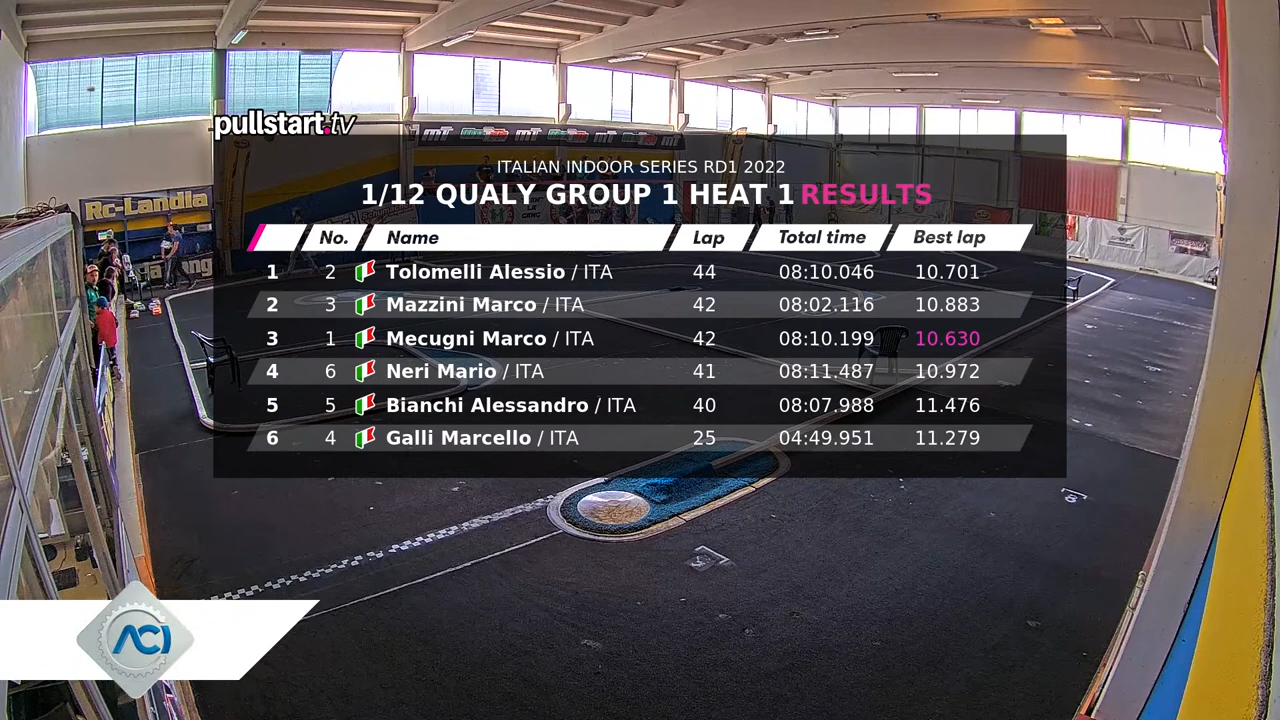 pullstart.tv
mT mT mT
Rc-Landia
ITALIAN INDOOR SERIES RD1 2022
1/12 QUALY GROUP 1 HEAT 1 RESULTS
No. Name Lap Total time Best lap
1 2 Tolomelli Alessio / ITA 44 08:10.046 10.701
2 3 Mazzini Marco / ITA 42 08:02.116 10.883
3 1 Mecugni Marco / ITA 42 08:10.199 10.630
4 6 Neri Mario / ITA 41 08:11.487 10.972
5 5 Bianchi Alessandro / ITA 40 08:07.988 11.476
6 4 Galli Marcello / ITA 25 04:49.951 11.279
ACI